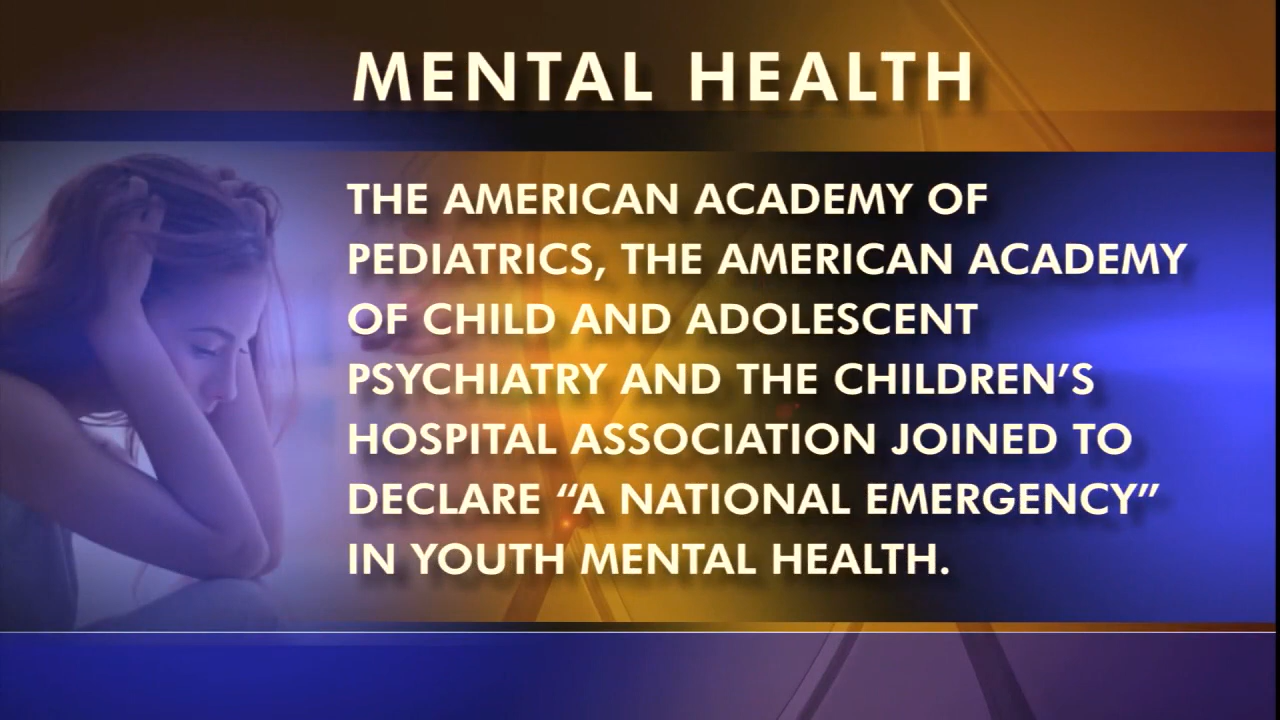 MENTAL HEALTH
THE AMERICAN ACADEMY OF
PEDIATRICS, THE AMERICAN ACADEMY
OF CHILD AND ADOLESCENT
PSYCHIATRY AND THE CHILDREN’S
HOSPITAL ASSOCIATION JOINED TO
DECLARE “A NATIONAL EMERGENCY”
IN YOUTH MENTAL HEALTH.